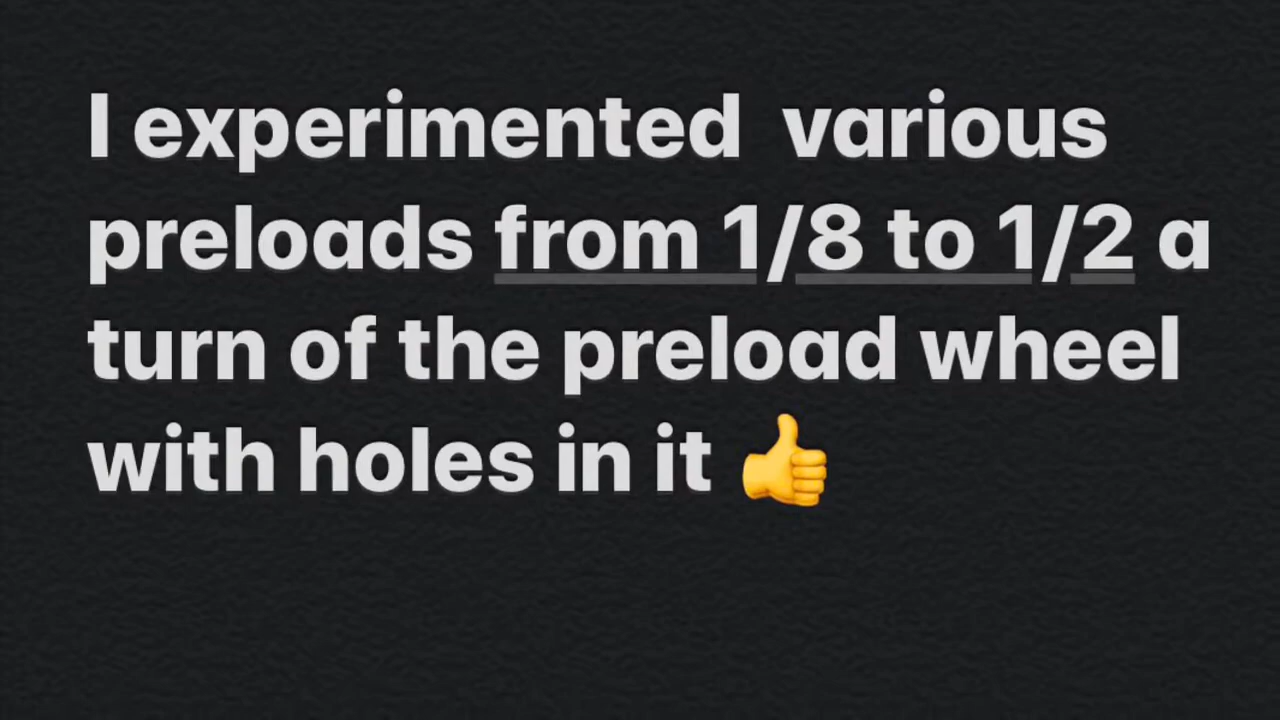 I experimented  various
preloads from 1/8 to 1/2 a
turn of the preload wheel
with holes in it 👍